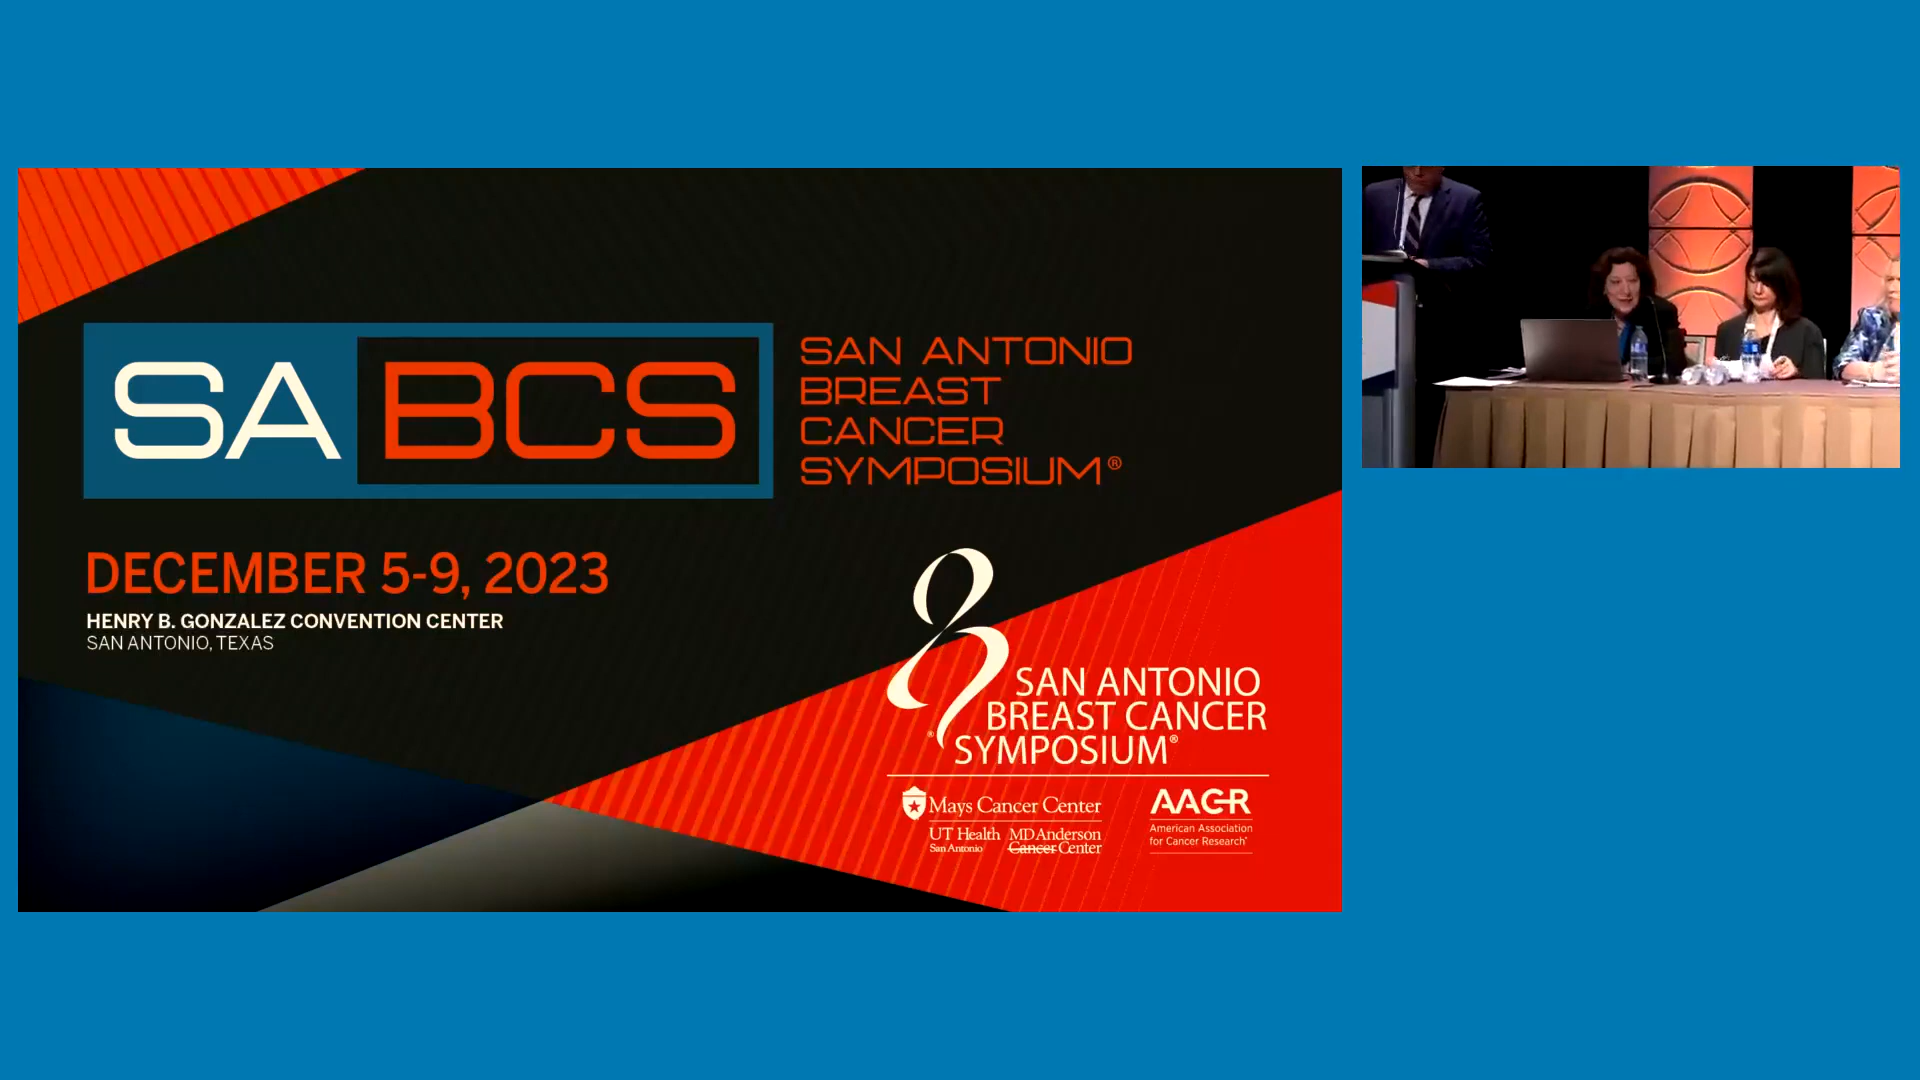 SA BCS
SAN ANTONIO
BREAST
CANCER
SYMPOSIUM®
DECEMBER 5-9, 2023
HENRY B. GONZALEZ CONVENTION CENTER
SAN ANTONIO, TEXAS
SAN ANTONIO
BREAST CANCER
® SYMPOSIUM®
Mays Cancer Center
UT Health
San Antonio
MD Anderson
Cancer Center
AACR
American Association
for Cancer Research®